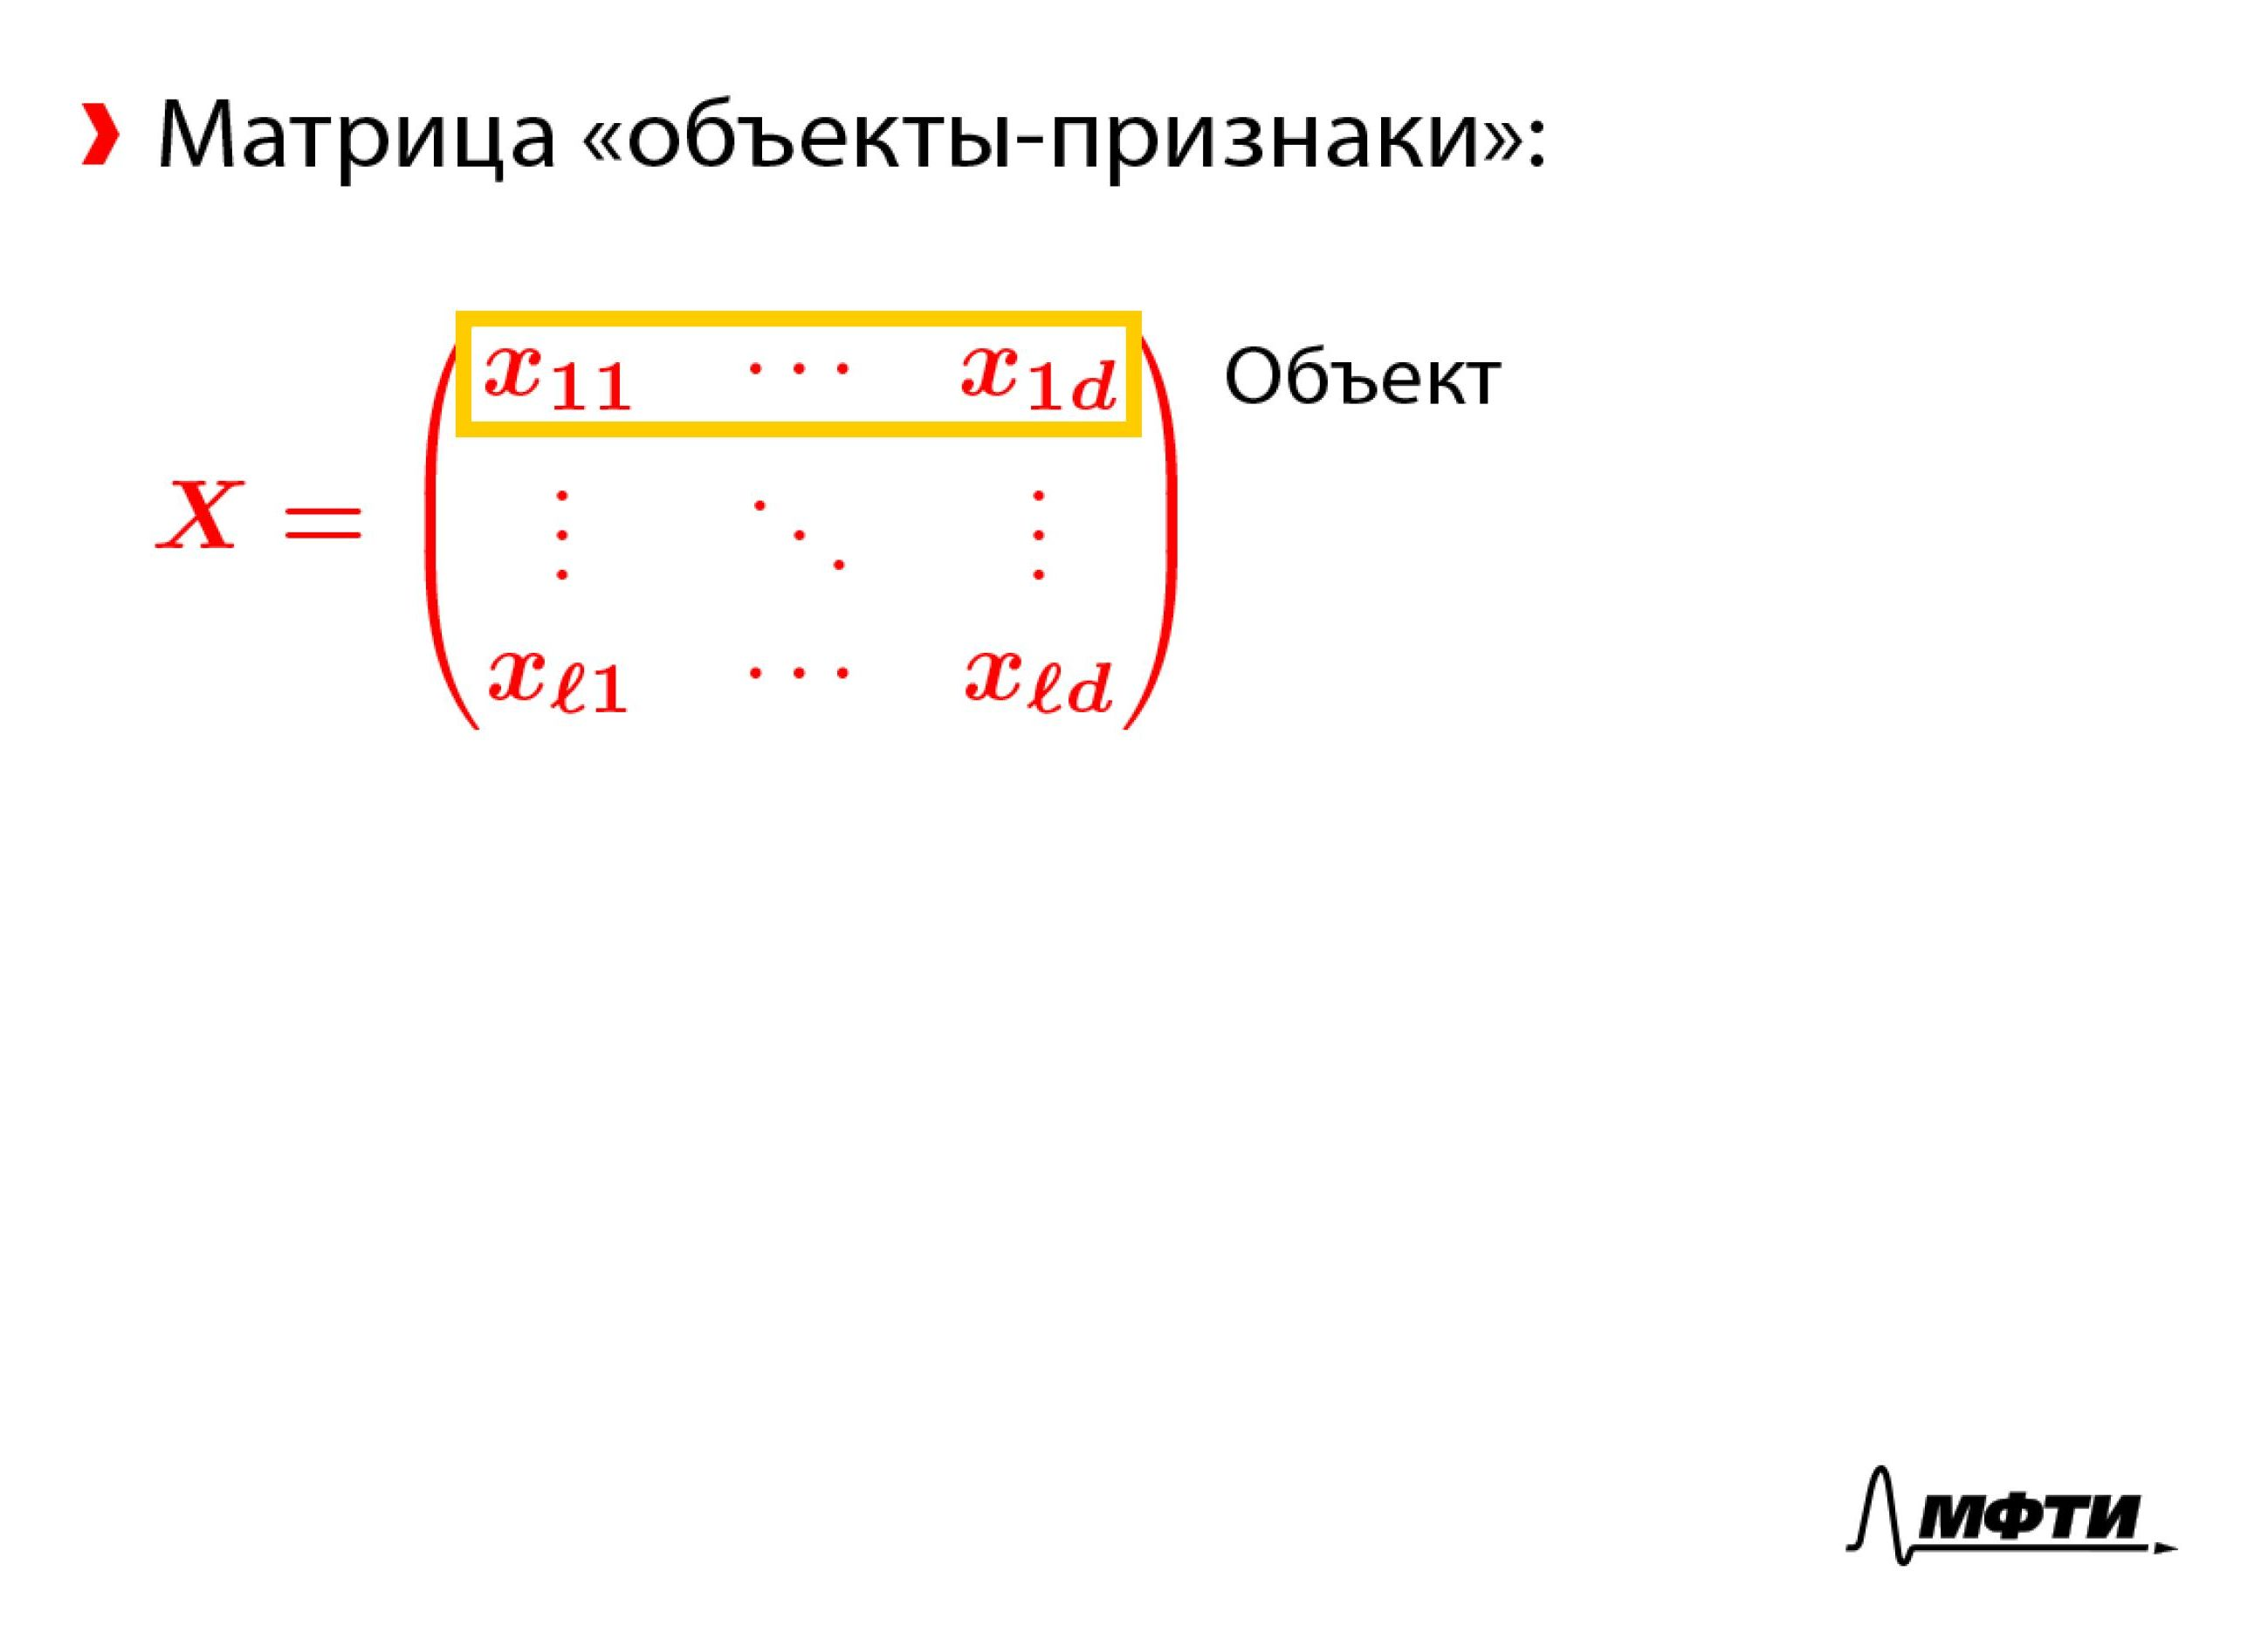 Матрица «объекты-признаки»:
x₁₁ ⋯ x₁d Объект
X = ⋮ ⋱ ⋮
xℓ₁ ⋯ xℓd
МФТИ